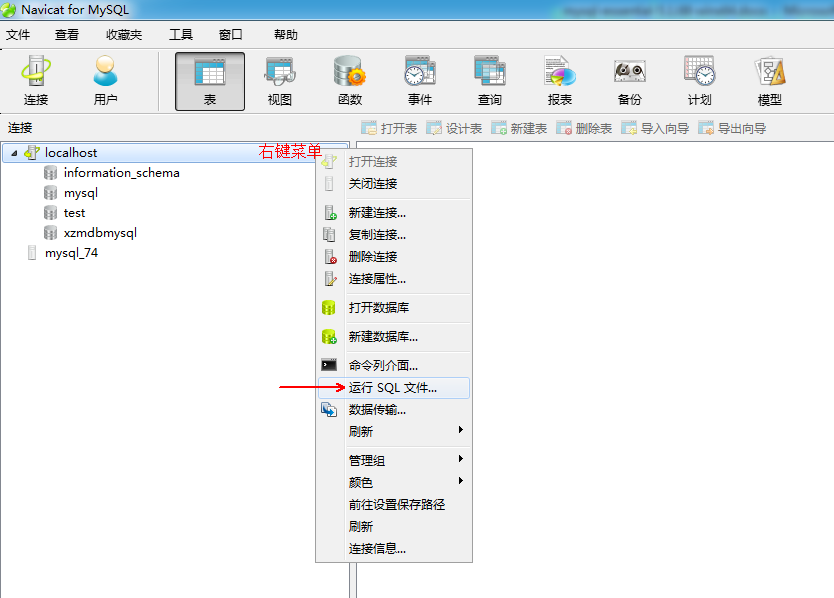 Navicat for MySQL
文件 查看 收藏夹 工具 窗口 帮助
连接 用户 表 视图 函数 事件 查询 报表 备份 计划 模型
连接 打开表 设计表 新建表 删除表 导入向导 导出向导
localhost
information_schema
mysql
test
xzmdbmysql
mysql_74
右键菜单
打开连接
关闭连接
新建连接...
复制连接...
删除连接
连接属性...
打开数据库
新建数据库...
命令列介面...
运行 SQL 文件...
数据传输...
刷新
管理组
颜色
前往设置保存路径
刷新
连接信息...